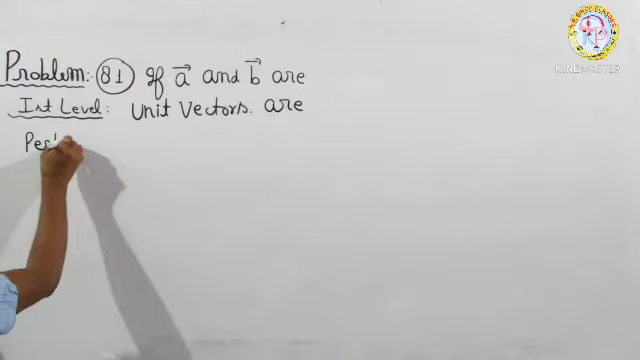 Problem: 81 If a⃗ and b⃗ are
Ist Level: Unit Vectors. are
KINEMASTER